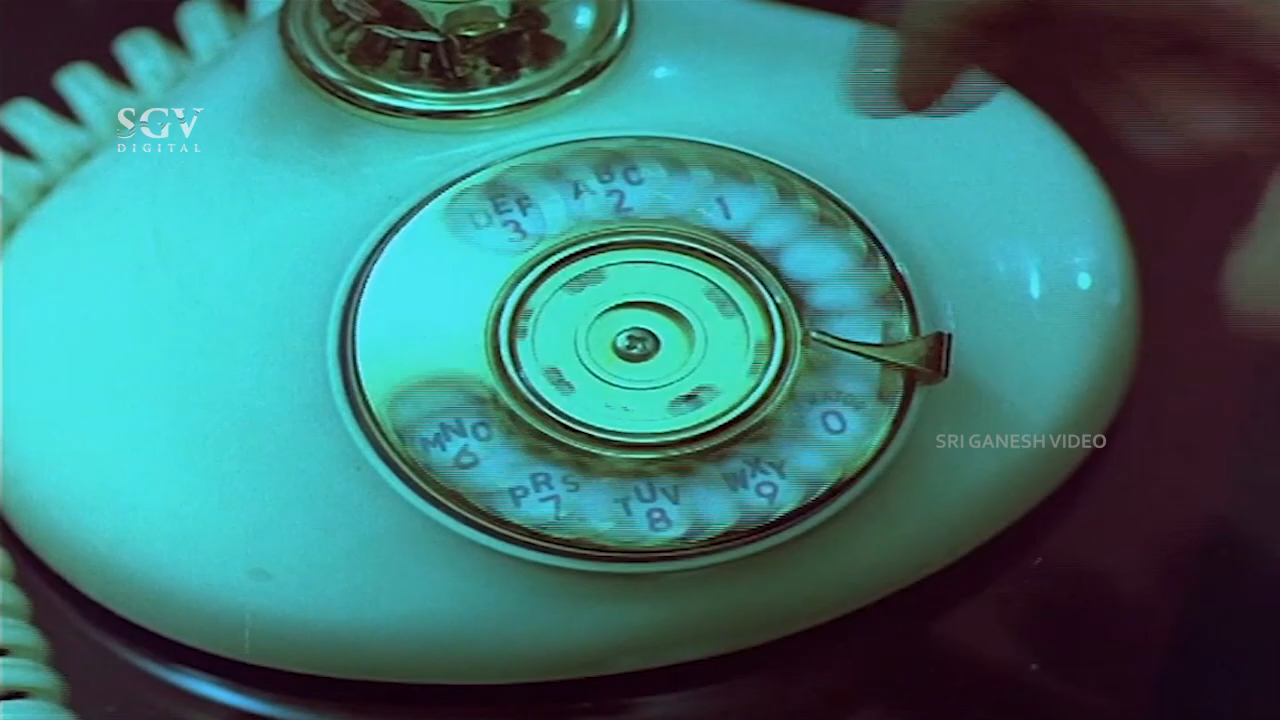 SGV
DIGITAL
DEF
3
ABC
2
1
0
MNO
6
PRS
7
TUV
8
WXY
9
SRI GANESH VIDEO